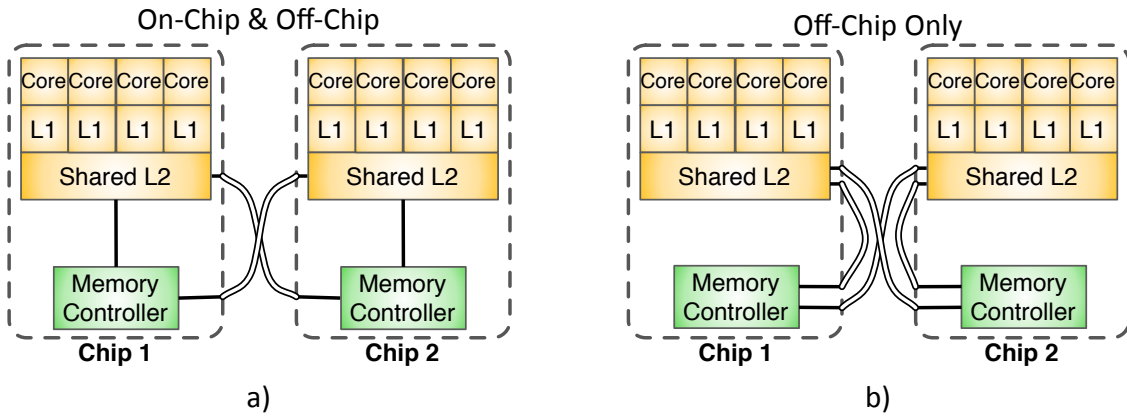 On-Chip & Off-Chip
Core Core Core Core
L1 L1 L1 L1
Shared L2
Memory
Controller
Chip 1
Core Core Core Core
L1 L1 L1 L1
Shared L2
Memory
Controller
Chip 2
a)
Off-Chip Only
Core Core Core Core
L1 L1 L1 L1
Shared L2
Memory
Controller
Chip 1
Core Core Core Core
L1 L1 L1 L1
Shared L2
Memory
Controller
Chip 2
b)